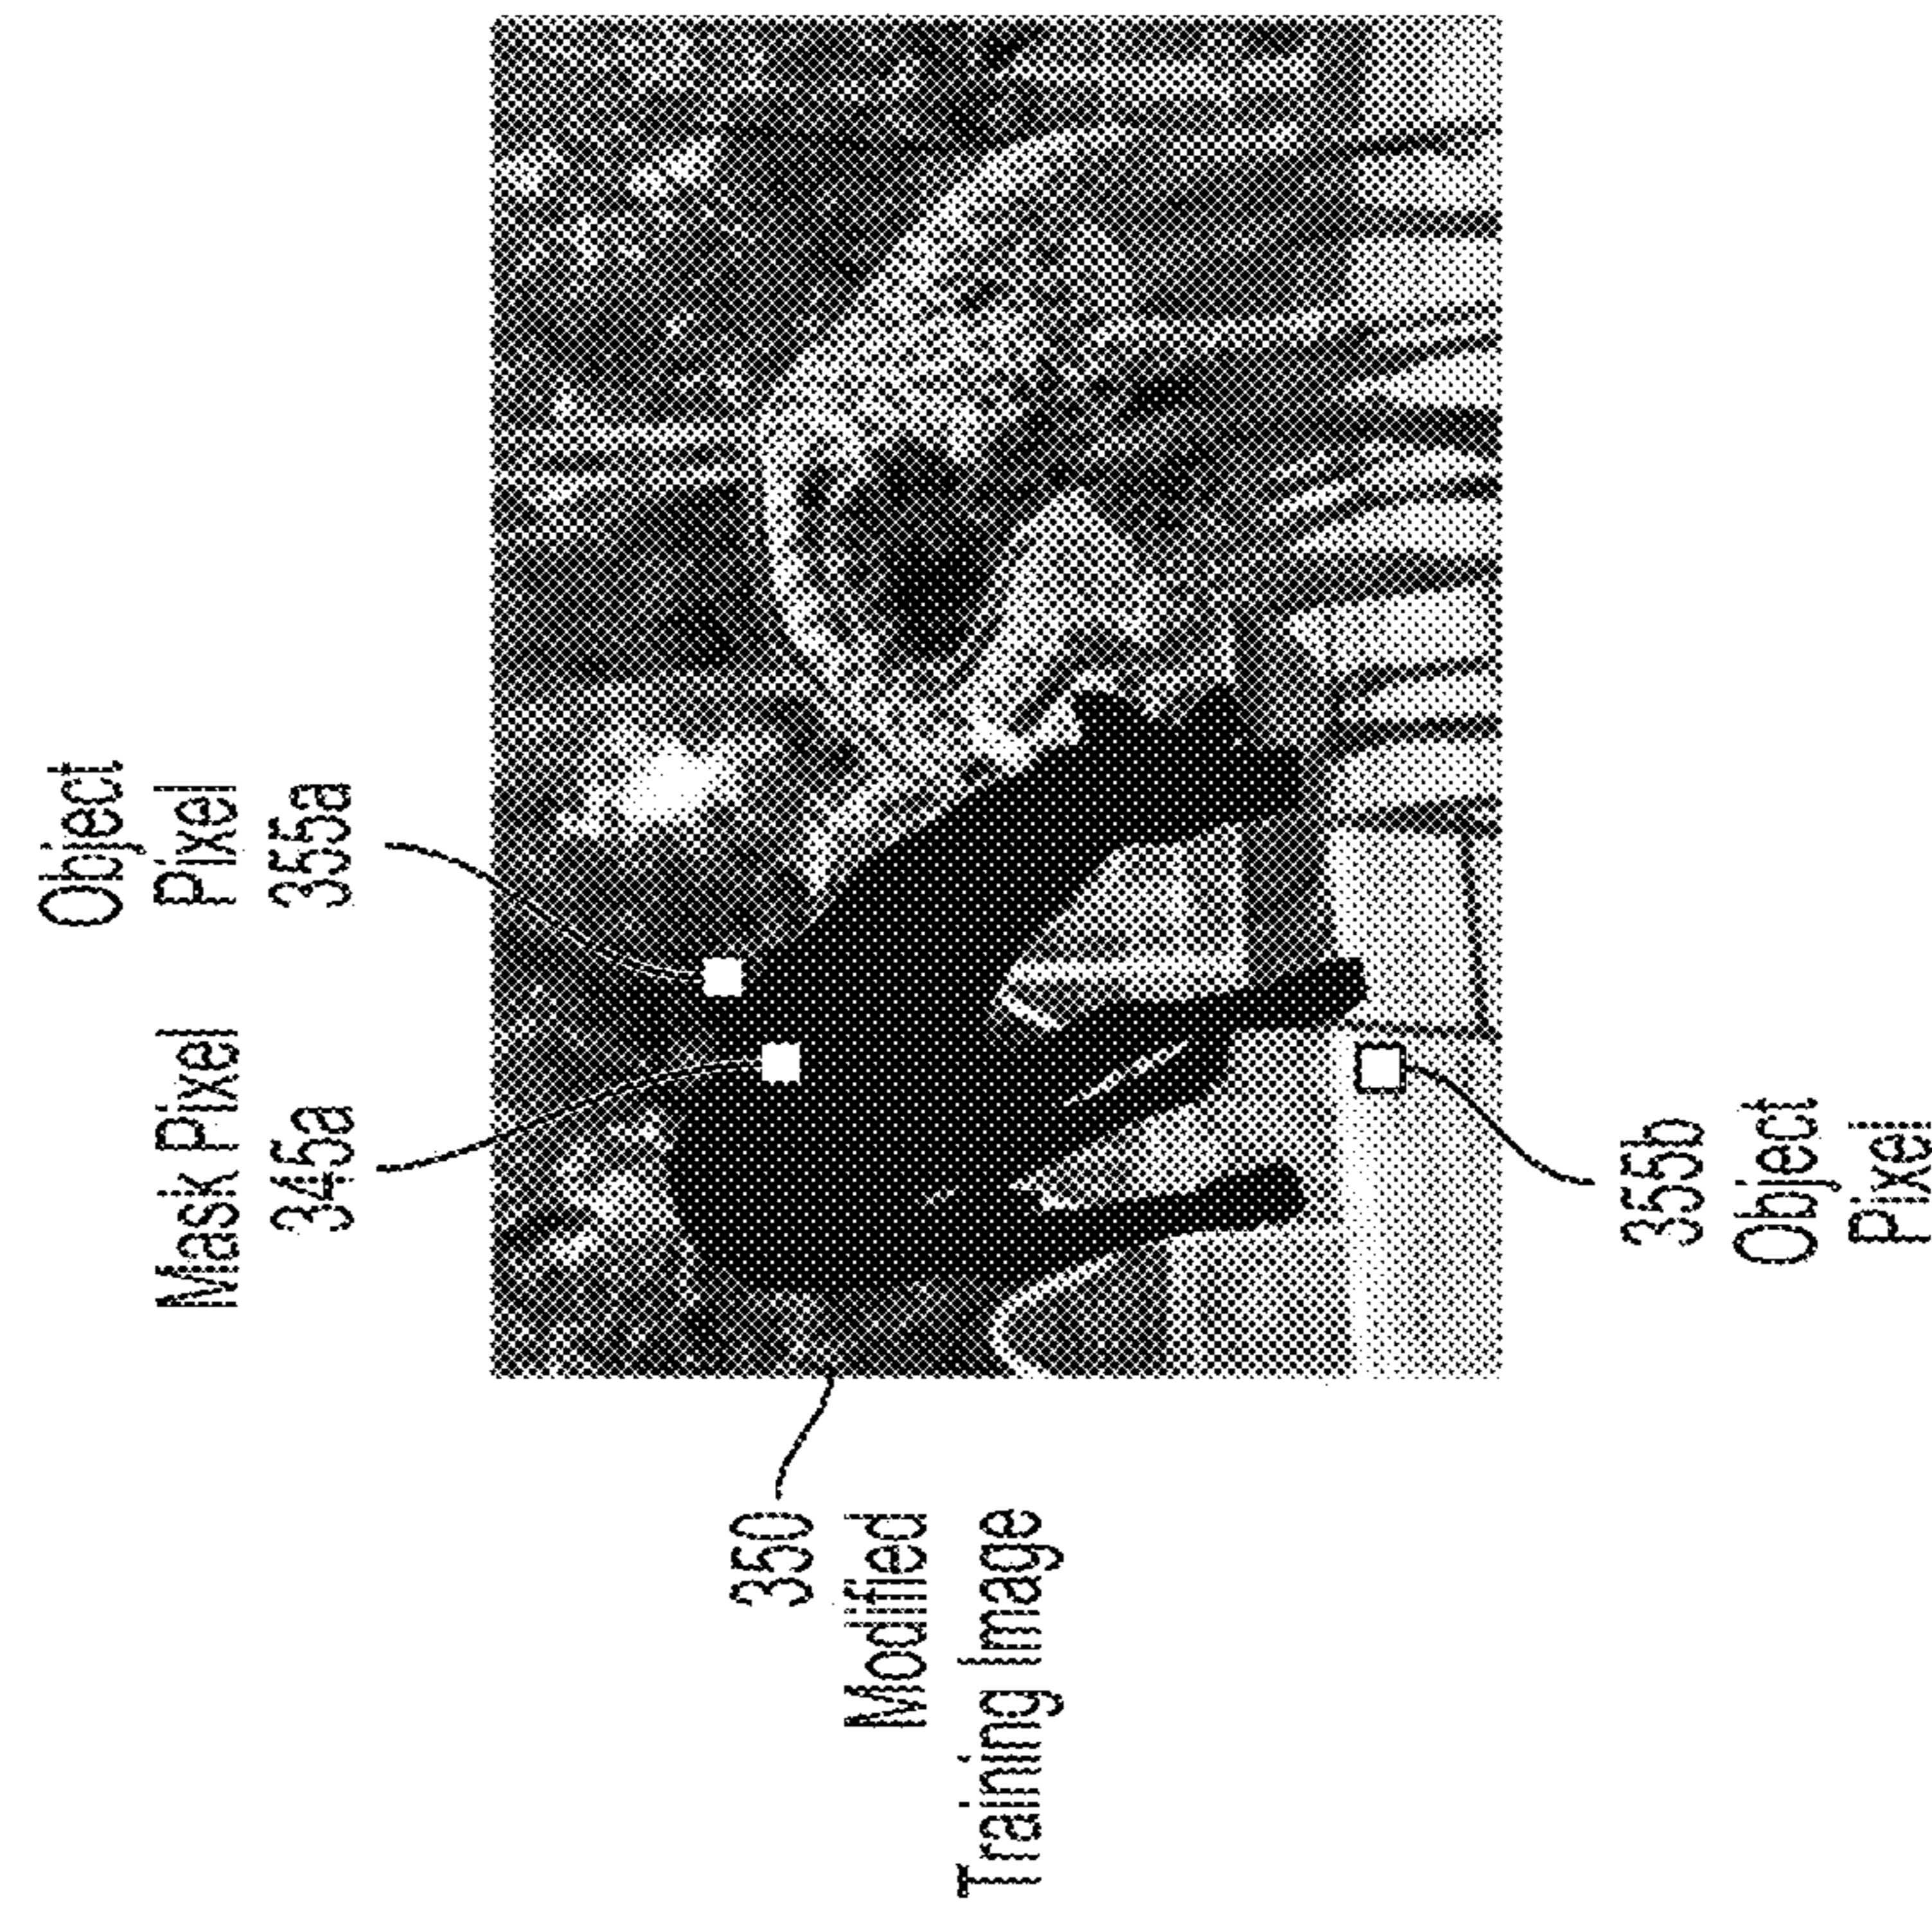 Object
Pixel
355a
Mask Pixel
345a
350
Modified
Training Image
355b
Object
Pixel